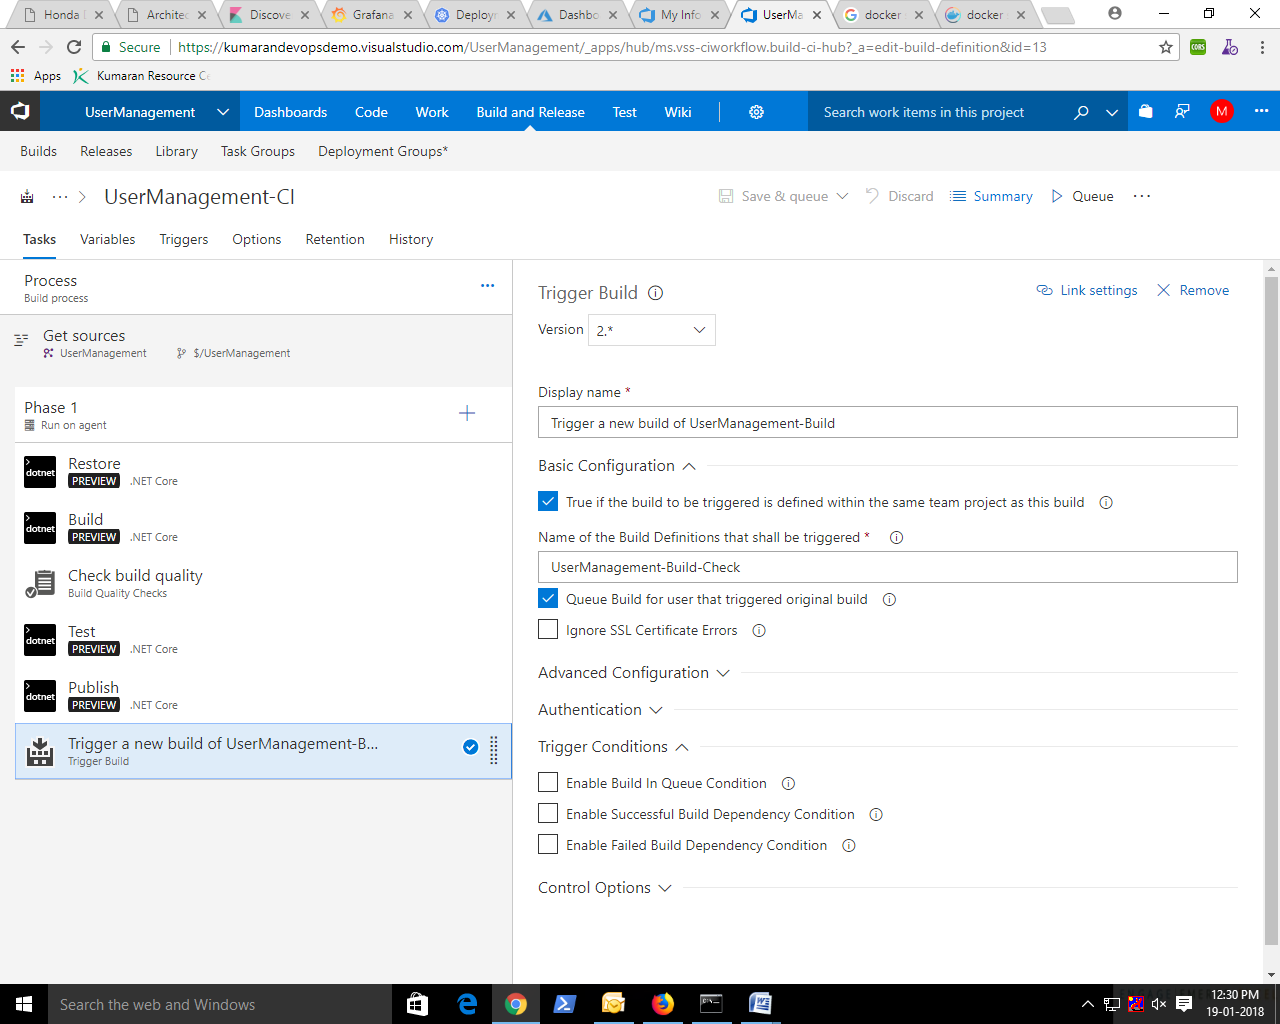 Honda
Architec
Discove
Grafana
Deployn
Dashbo
My Info
UserMa
docker
docker
Secure
https://kumarandevopsdemo.visualstudio.com/UserManagement/_apps/hub/ms.vss-ciworkflow.build-ci-hub?_a=edit-build-definition&id=13
CORS
Apps
Kumaran Resource Ce
UserManagement
Dashboards
Code
Work
Build and Release
Test
Wiki
Search work items in this project
M
Builds
Releases
Library
Task Groups
Deployment Groups*
UserManagement-CI
Save & queue
Discard
Summary
Queue
Tasks
Variables
Triggers
Options
Retention
History
Process
Build process
Get sources
UserManagement
$/UserManagement
Phase 1
Run on agent
dotnet
Restore
PREVIEW .NET Core
dotnet
Build
PREVIEW .NET Core
Check build quality
Build Quality Checks
dotnet
Test
PREVIEW .NET Core
dotnet
Publish
PREVIEW .NET Core
Trigger a new build of UserManagement-B...
Trigger Build
Trigger Build
Link settings
Remove
Version 2.*
Display name *
Trigger a new build of UserManagement-Build
Basic Configuration
True if the build to be triggered is defined within the same team project as this build
Name of the Build Definitions that shall be triggered *
UserManagement-Build-Check
Queue Build for user that triggered original build
Ignore SSL Certificate Errors
Advanced Configuration
Authentication
Trigger Conditions
Enable Build In Queue Condition
Enable Successful Build Dependency Condition
Enable Failed Build Dependency Condition
Control Options
Search the web and Windows
12:30 PM
19-01-2018